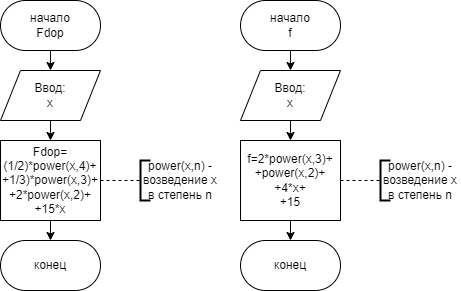 начало
Fdop
Ввод:
x
Fdop=
(1/2)*power(x,4)+
+1/3)*power(x,3)+
+2*power(x,2)+
+15*x
power(x,n) -
возведение x
в степень n
конец
начало
f
Ввод:
x
f=2*power(x,3)+
+power(x,2)+
+4*x+
+15
power(x,n) -
возведение x
в степень n
конец